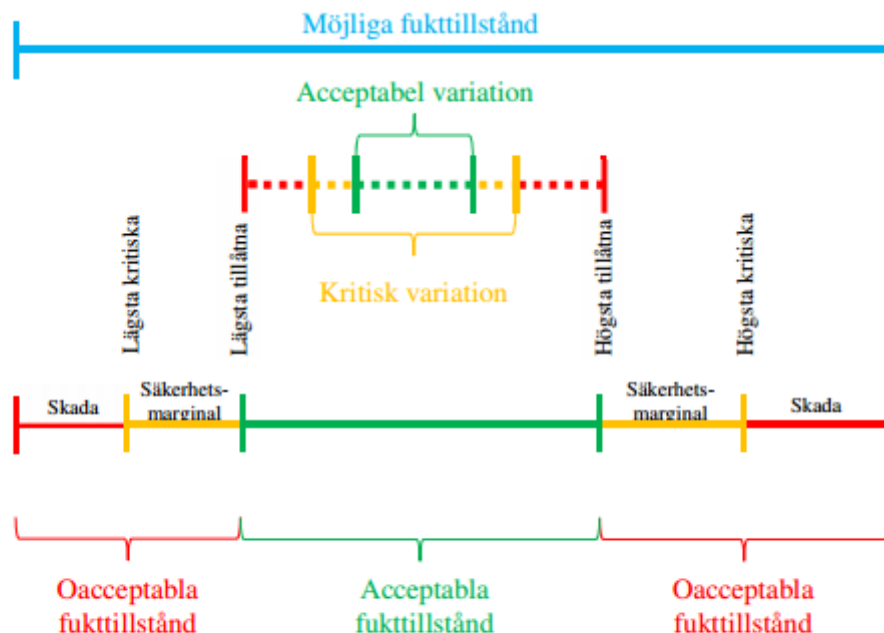 Möjliga fukttillstånd
Acceptabel variation
Kritisk variation
Lägsta kritiska
Lägsta tillåtna
Högsta tillåtna
Högsta kritiska
Skada
Säkerhets-
marginal
Säkerhets-
marginal
Skada
Oacceptabla
fukttillstånd
Acceptabla
fukttillstånd
Oacceptabla
fukttillstånd